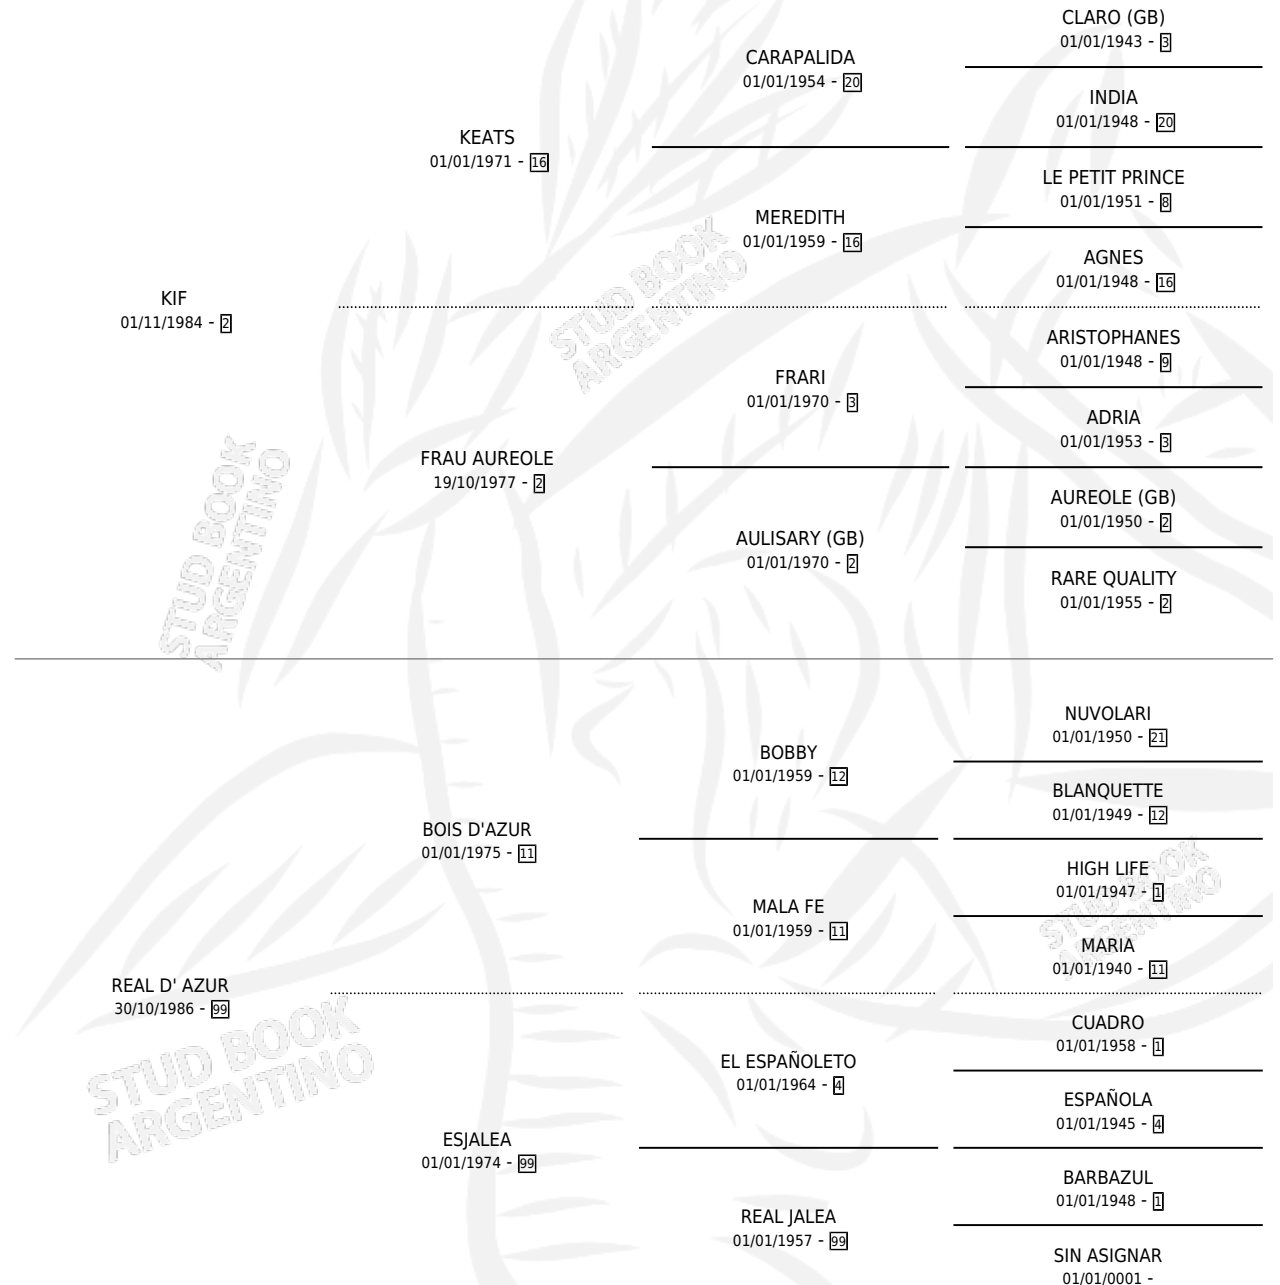 CLARO (GB)
01/01/1943 - 3
CARAPALIDA
01/01/1954 - 20
INDIA
01/01/1948 - 20
KEATS
01/01/1971 - 16
LE PETIT PRINCE
01/01/1951 - 8
MEREDITH
01/01/1959 - 16
AGNES
01/01/1948 - 16
KIF
01/11/1984 - 2
ARISTOPHANES
01/01/1948 - 9
FRARI
01/01/1970 - 3
ADRIA
01/01/1953 - 3
FRAU AUREOLE
19/10/1977 - 2
AUREOLE (GB)
01/01/1950 - 2
AULISARY (GB)
01/01/1970 - 2
RARE QUALITY
01/01/1955 - 2
STUD BOOK
ARGENTINO
STUD BOOK
ARGENTINO
NUVOLARI
01/01/1950 - 21
BOBBY
01/01/1959 - 12
BLANQUETTE
01/01/1949 - 12
BOIS D'AZUR
01/01/1975 - 11
HIGH LIFE
01/01/1947 - 1
MALA FE
01/01/1959 - 11
MARIA
01/01/1940 - 11
REAL D' AZUR
30/10/1986 - 99
CUADRO
01/01/1958 - 1
EL ESPAÑOLETO
01/01/1964 - 4
ESPAÑOLA
01/01/1945 - 4
ESJALEA
01/01/1974 - 99
BARBAZUL
01/01/1948 - 1
REAL JALEA
01/01/1957 - 99
SIN ASIGNAR
01/01/0001 -
STUD BOOK
ARGENTINO
STUD BOOK
ARGENTINO